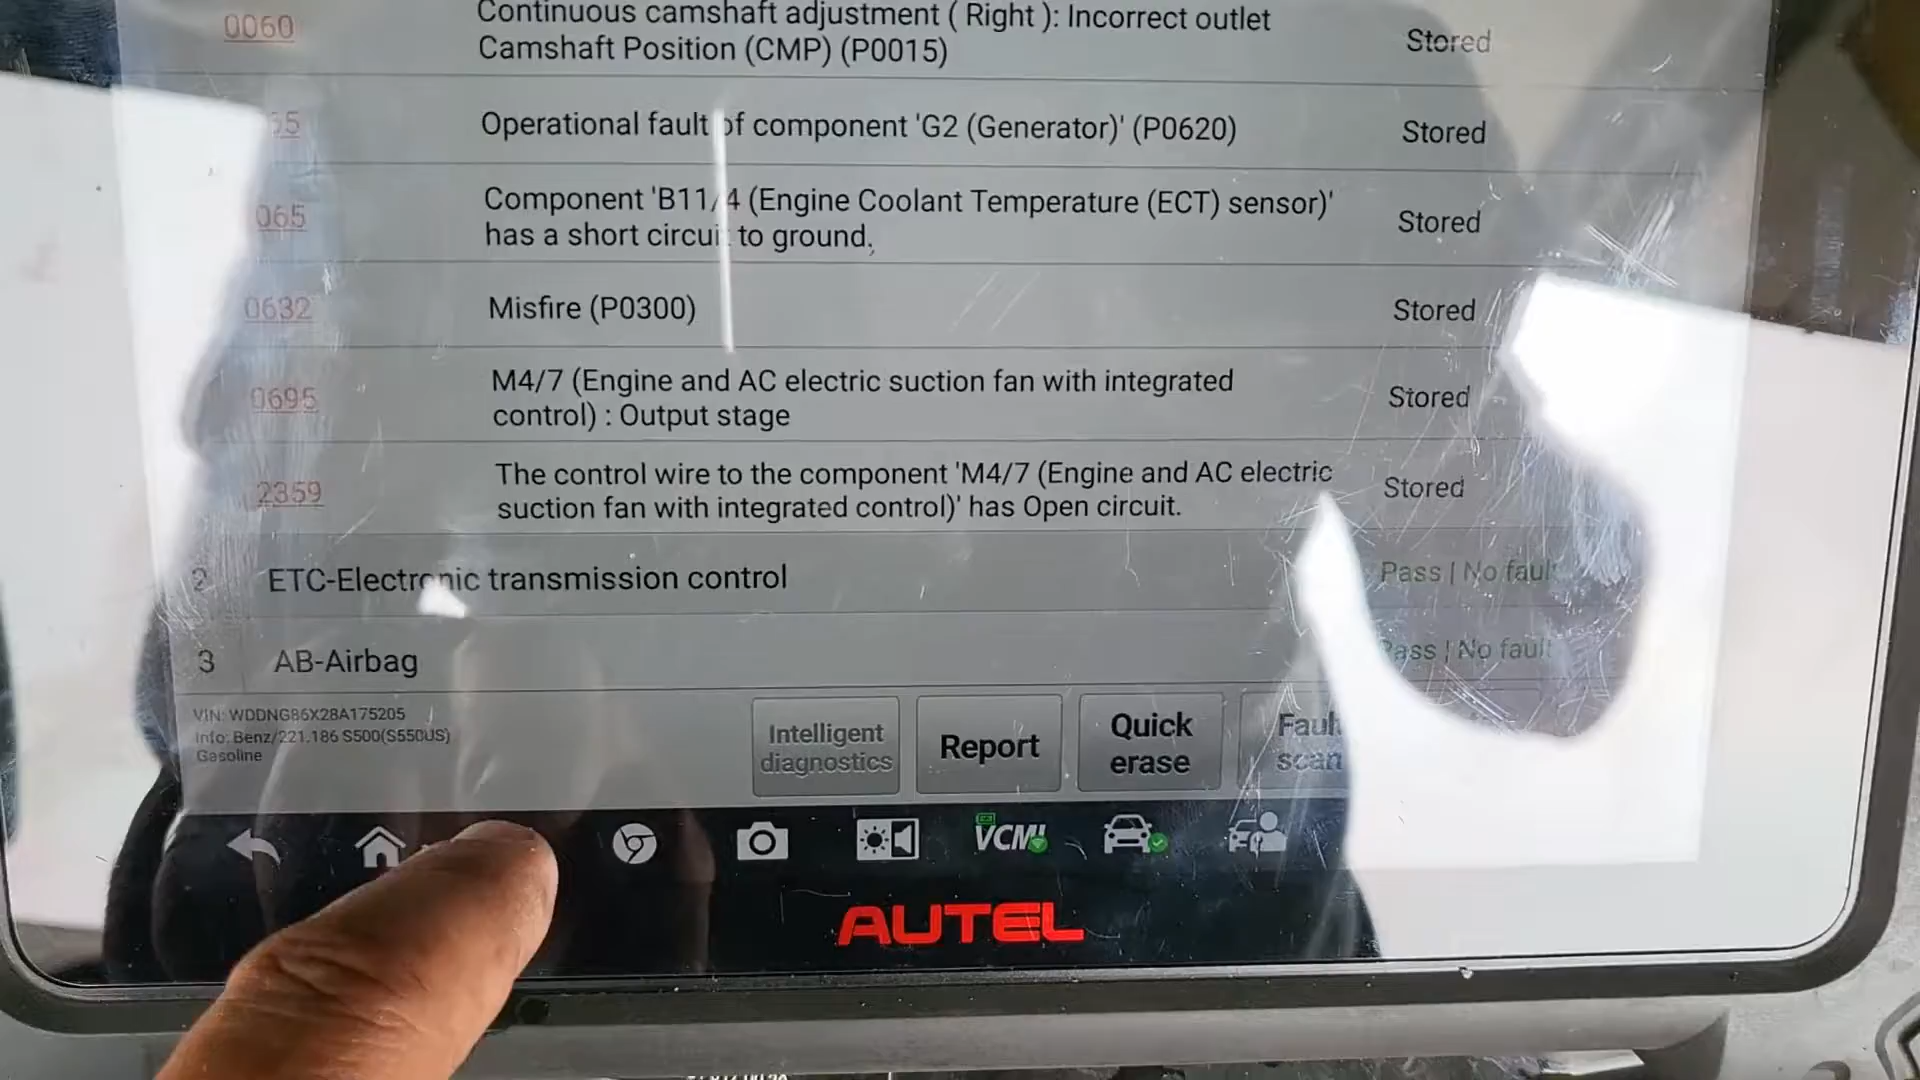 0060 Continuous camshaft adjustment ( Right ): Incorrect outlet
Camshaft Position (CMP) (P0015) Stored
Operational fault of component 'G2 (Generator)' (P0620) Stored
065 Component 'B11/4 (Engine Coolant Temperature (ECT) sensor)'
has a short circuit to ground, Stored
0632 Misfire (P0300) Stored
0695 M4/7 (Engine and AC electric suction fan with integrated
control) : Output stage Stored
2359 The control wire to the component 'M4/7 (Engine and AC electric
suction fan with integrated control)' has Open circuit. Stored
2 ETC-Electronic transmission control Pass | No fault
3 AB-Airbag Pass | No fault
VIN: WDDNG86X28A175205
Info: Benz/221.186 S500(S550US)
Gasoline
Intelligent
diagnostics
Report
Quick
erase
Fault
scan
VCMI
AUTEL